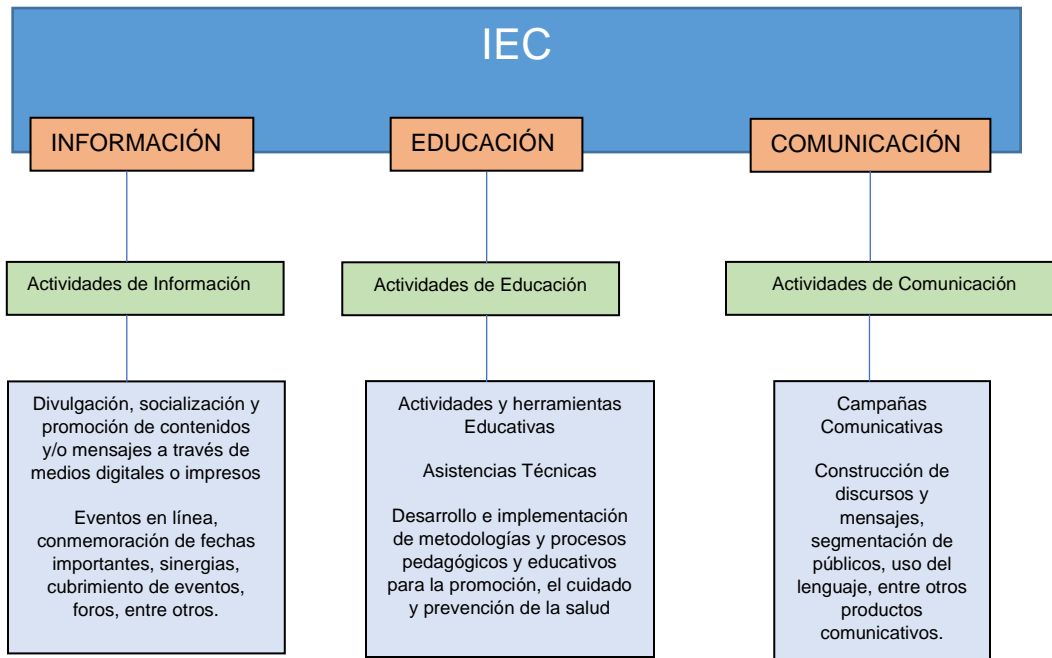 IEC
INFORMACIÓN
EDUCACIÓN
COMUNICACIÓN
Actividades de Información
Actividades de Educación
Actividades de Comunicación
Divulgación, socialización y
promoción de contenidos
y/o mensajes a través de
medios digitales o impresos
Eventos en línea,
conmemoración de fechas
importantes, sinergias,
cubrimiento de eventos,
foros, entre otros.
Actividades y herramientas
Educativas
Asistencias Técnicas
Desarrollo e implementación
de metodologías y procesos
pedagógicos y educativos
para la promoción, el cuidado
y prevención de la salud
Campañas
Comunicativas
Construcción de
discursos y
mensajes,
segmentación de
públicos, uso del
lenguaje, entre otros
productos
comunicativos.